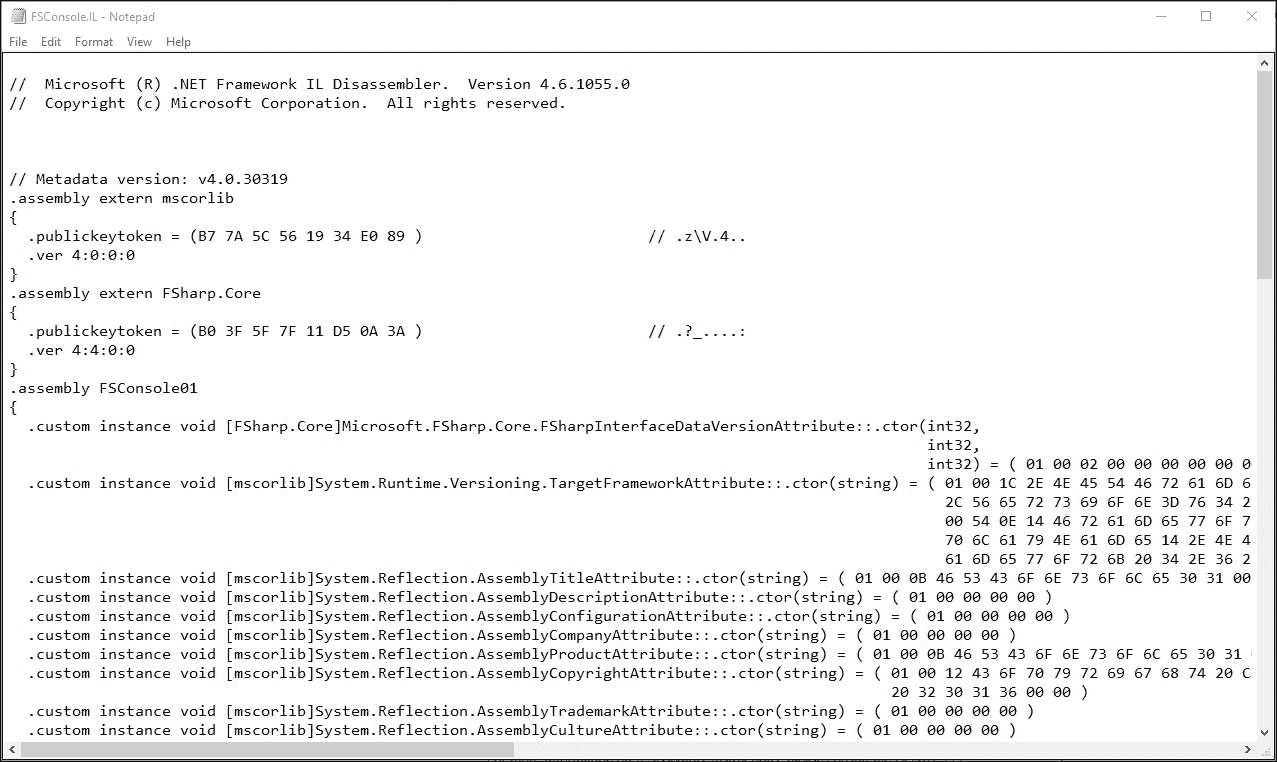 FSConsole.IL - Notepad
File Edit Format View Help
//  Microsoft (R) .NET Framework IL Disassembler.  Version 4.6.1055.0
//  Copyright (c) Microsoft Corporation.  All rights reserved.
// Metadata version: v4.0.30319
.assembly extern mscorlib
{
  .publickeytoken = (B7 7A 5C 56 19 34 E0 89 )                         // .z\V.4..
  .ver 4:0:0:0
}
.assembly extern FSharp.Core
{
  .publickeytoken = (B0 3F 5F 7F 11 D5 0A 3A )                         // .?_....:
  .ver 4:4:0:0
}
.assembly FSConsole01
{
  .custom instance void [FSharp.Core]Microsoft.FSharp.Core.FSharpInterfaceDataVersionAttribute::.ctor(int32,
int32,
int32) = ( 01 00 02 00 00 00 00 00 0
  .custom instance void [mscorlib]System.Runtime.Versioning.TargetFrameworkAttribute::.ctor(string) = ( 01 00 1C 2E 4E 45 54 46 72 61 6D 6
2C 56 65 72 73 69 6F 6E 3D 76 34 2
00 54 0E 14 46 72 61 6D 65 77 6F 7
70 6C 61 79 4E 61 6D 65 14 2E 4E 4
61 6D 65 77 6F 72 6B 20 34 2E 36 2
  .custom instance void [mscorlib]System.Reflection.AssemblyTitleAttribute::.ctor(string) = ( 01 00 0B 46 53 43 6F 6E 73 6F 6C 65 30 31 00
  .custom instance void [mscorlib]System.Reflection.AssemblyDescriptionAttribute::.ctor(string) = ( 01 00 00 00 00 )
  .custom instance void [mscorlib]System.Reflection.AssemblyConfigurationAttribute::.ctor(string) = ( 01 00 00 00 00 )
  .custom instance void [mscorlib]System.Reflection.AssemblyCompanyAttribute::.ctor(string) = ( 01 00 00 00 00 )
  .custom instance void [mscorlib]System.Reflection.AssemblyProductAttribute::.ctor(string) = ( 01 00 0B 46 53 43 6F 6E 73 6F 6C 65 30 31
  .custom instance void [mscorlib]System.Reflection.AssemblyCopyrightAttribute::.ctor(string) = ( 01 00 12 43 6F 70 79 72 69 67 68 74 20 C
20 32 30 31 36 00 00 )
  .custom instance void [mscorlib]System.Reflection.AssemblyTrademarkAttribute::.ctor(string) = ( 01 00 00 00 00 )
  .custom instance void [mscorlib]System.Reflection.AssemblyCultureAttribute::.ctor(string) = ( 01 00 00 00 00 )